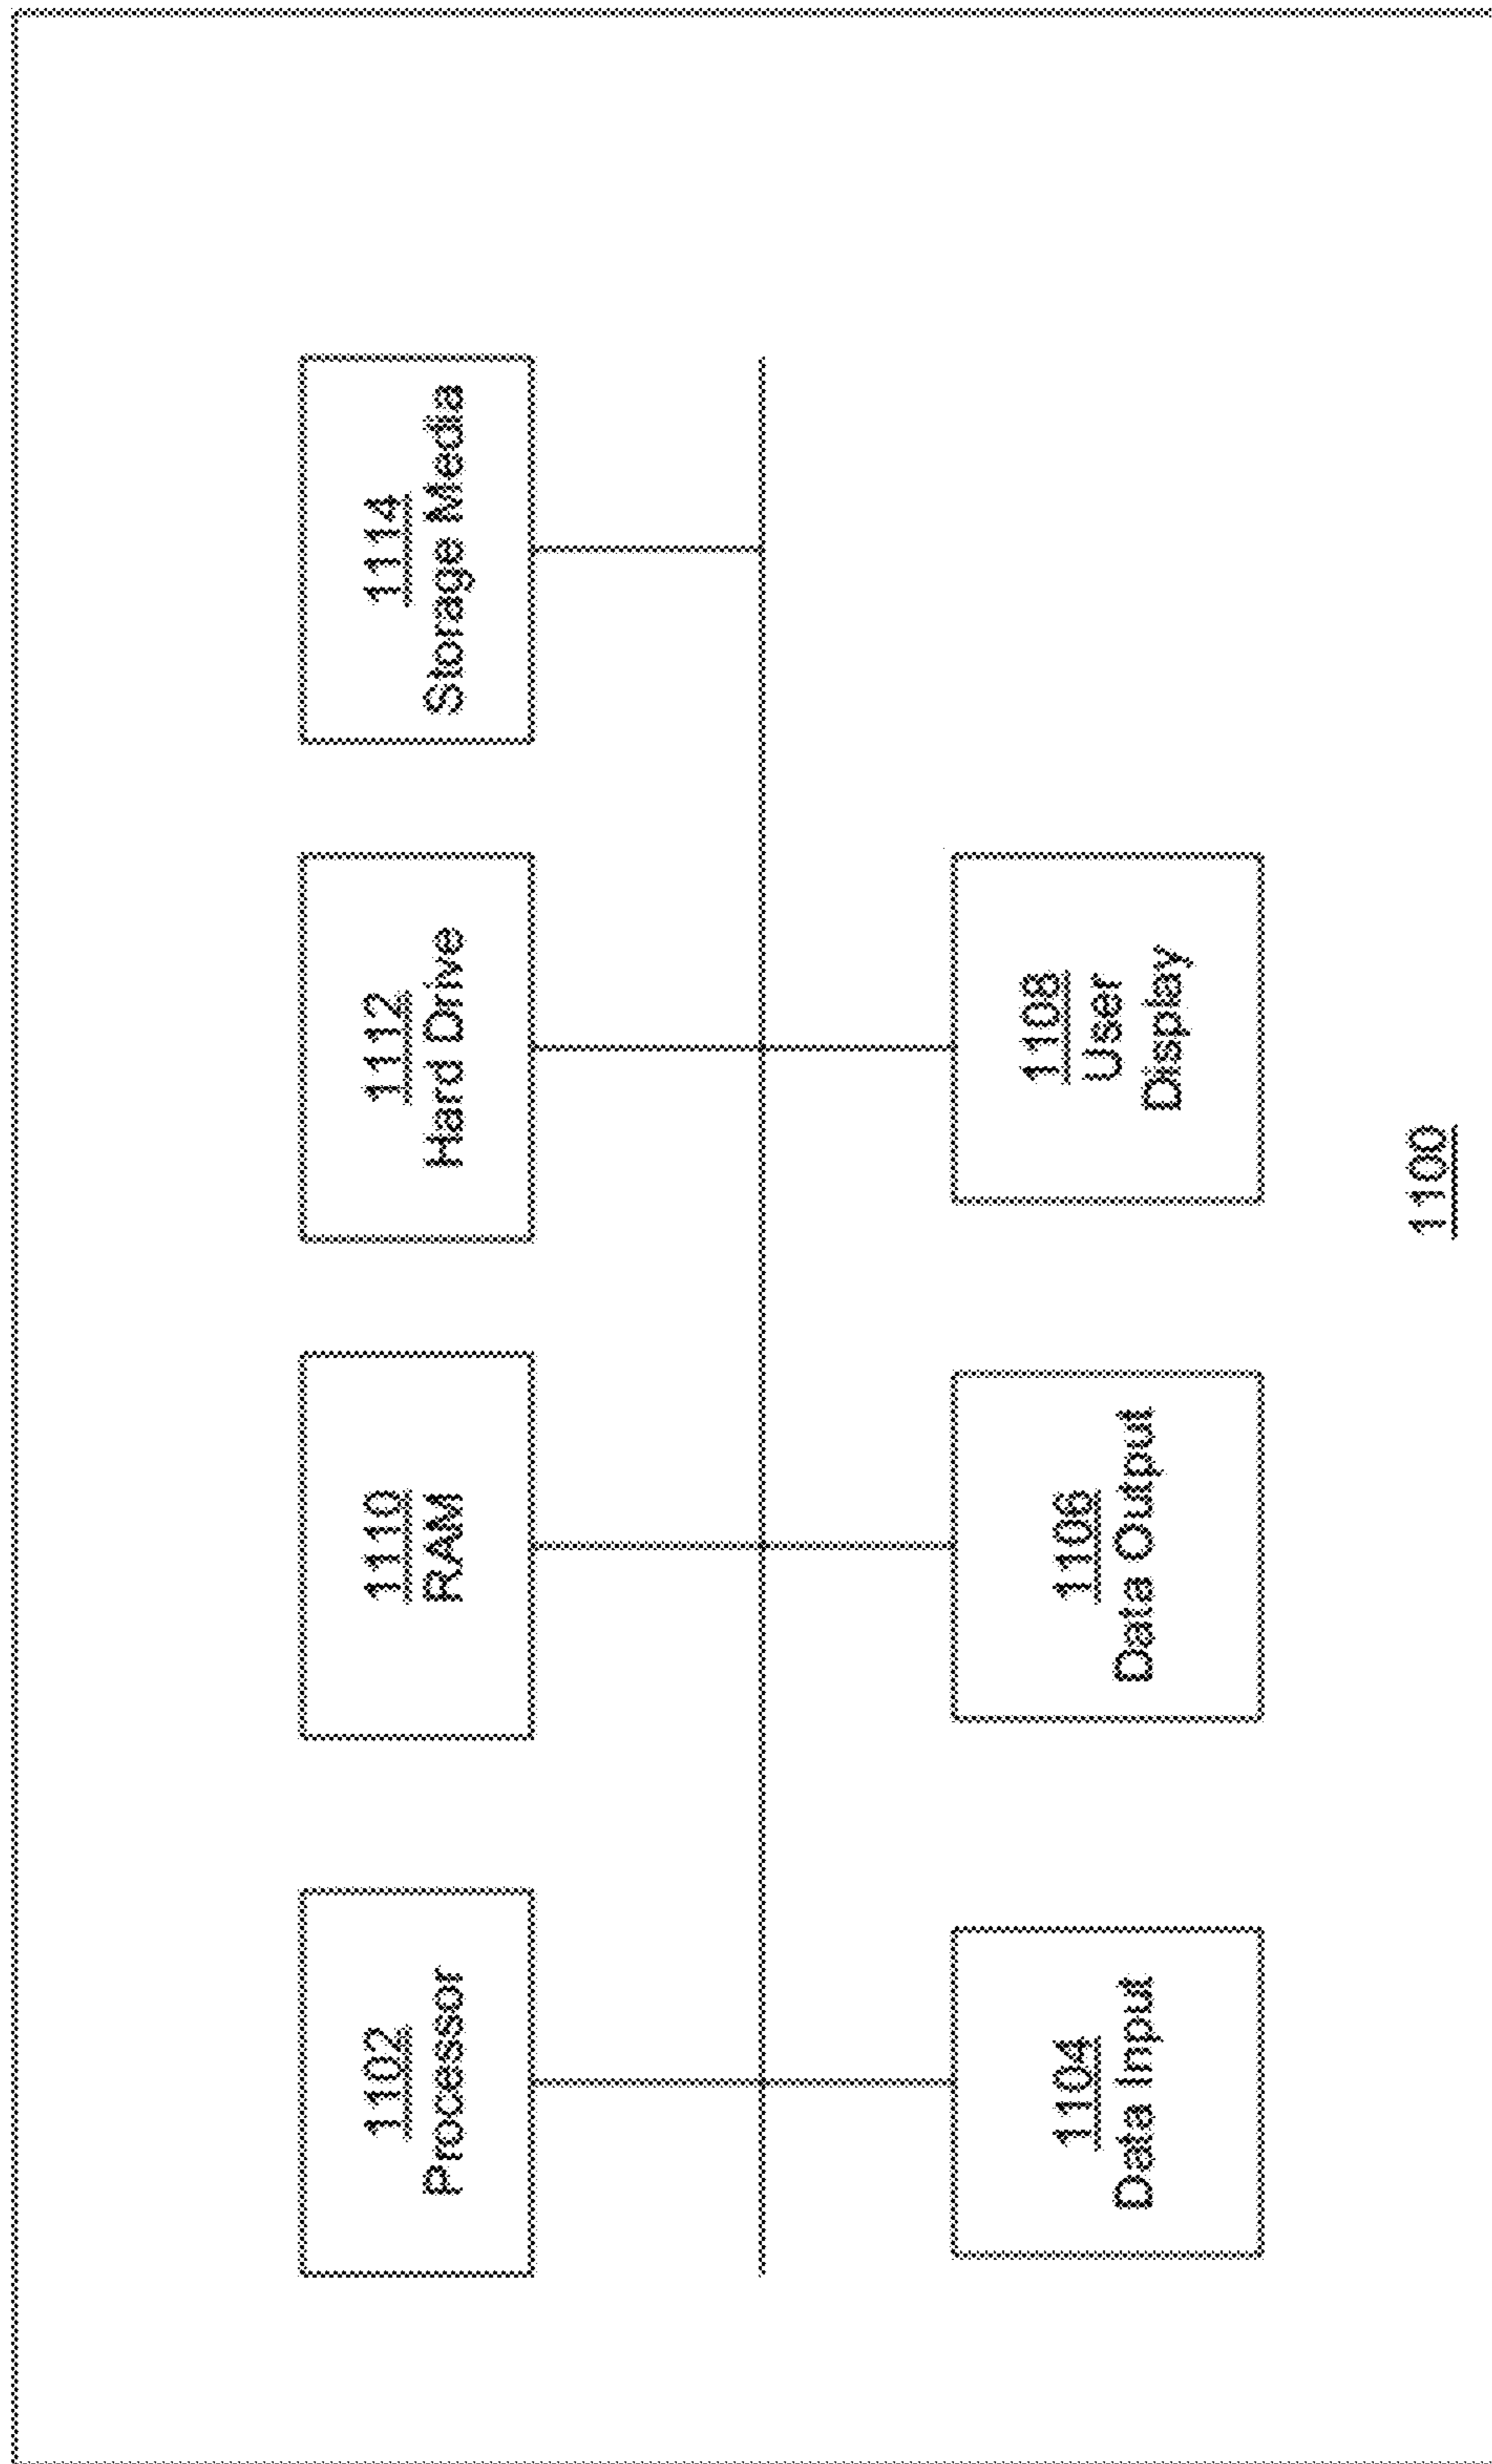 1102
Processor
1110
RAM
1112
Hard Drive
1114
Storage Media
1104
Data Input
1106
Data Output
1108
User
Display
1100